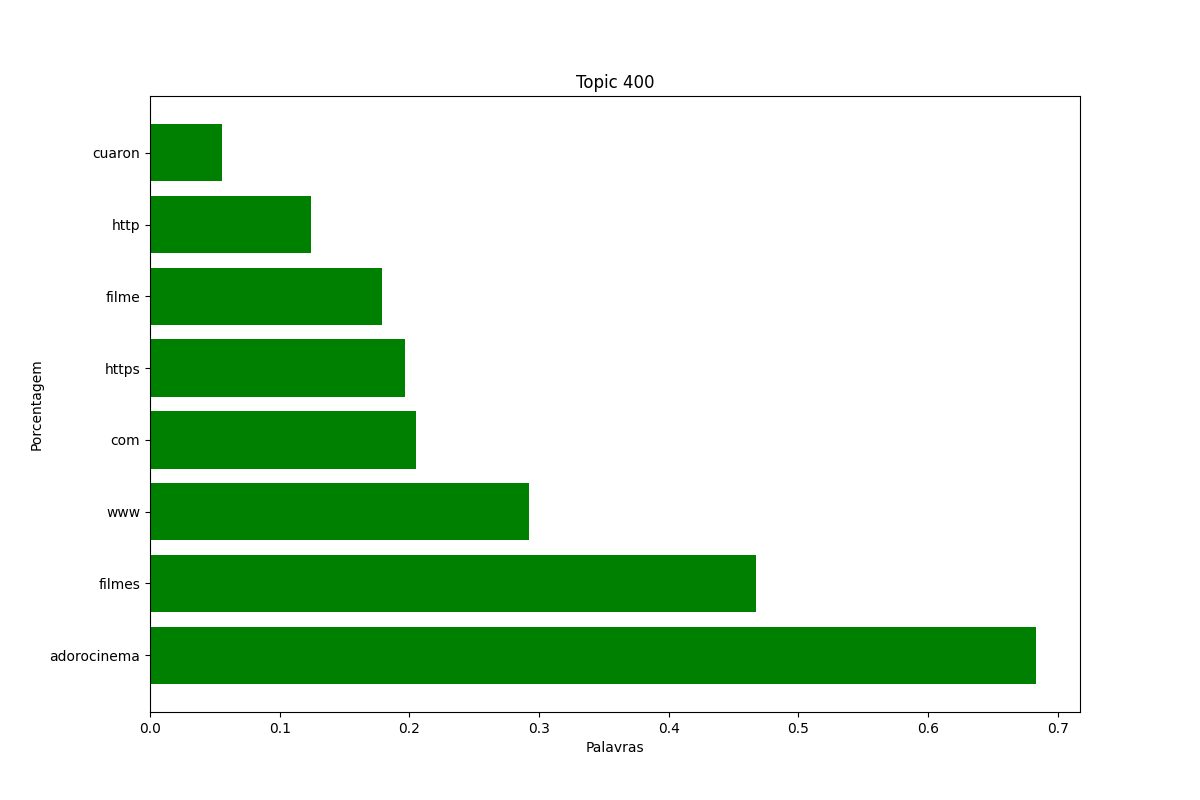 Topic 400
cuaron
http
filme
https
com
www
filmes
adorocinema
Porcentagem
0.0 0.1 0.2 0.3 0.4 0.5 0.6 0.7
Palavras